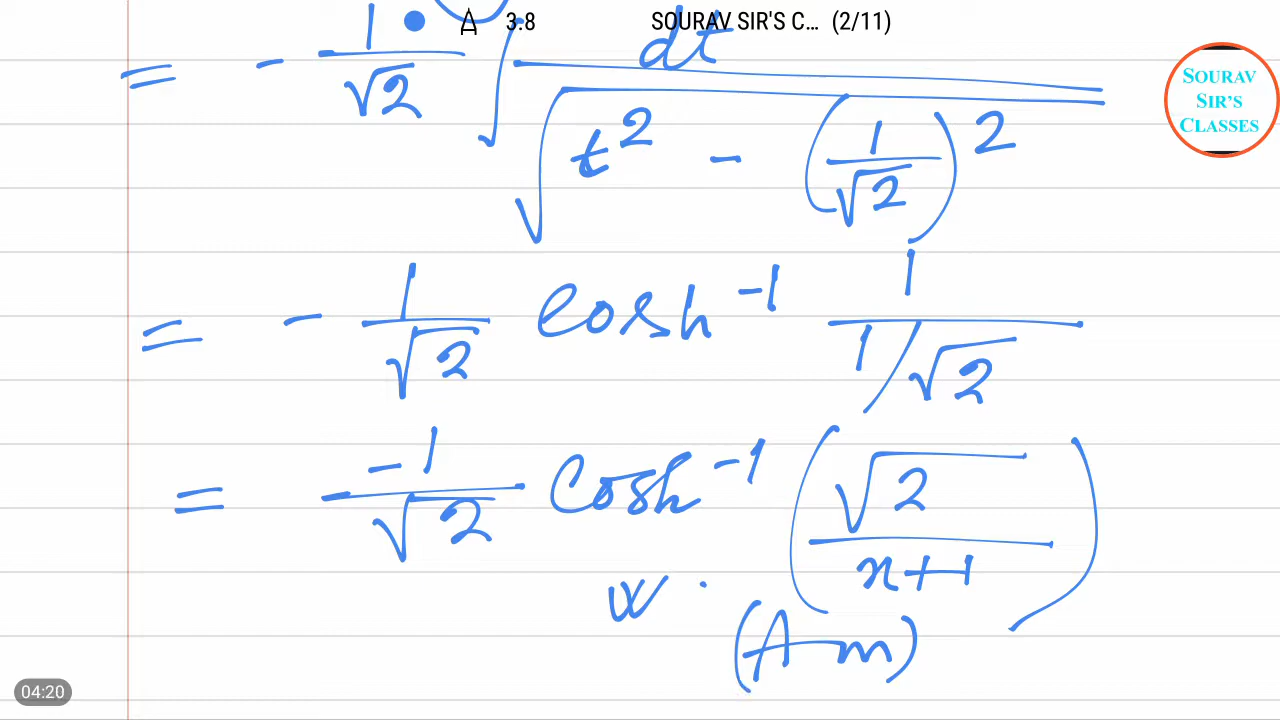 3.8 SOURAV SIR'S C... (2/11)
SOURAV
SIR'S
CLASSES
= - 1/√2 ∫ dt / √(t² - (1/√2)²)
= - 1/√2 cosh⁻¹ 1 / (1/√2)
= - -1/√2 Cosh⁻¹ (√2 / x+1)
(Am)
04:20